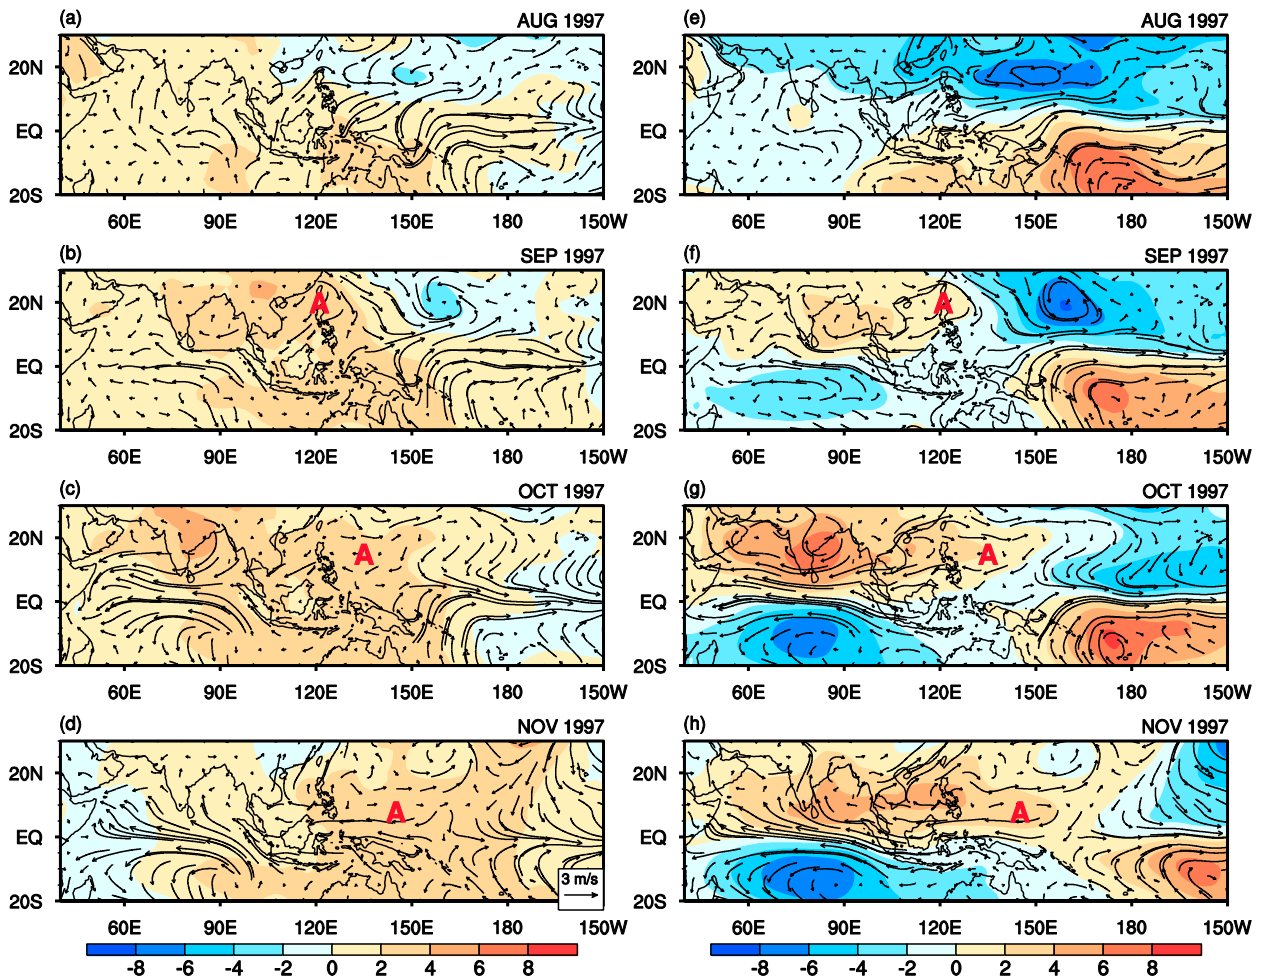 (a) AUG 1997
20N
EQ
20S
60E 90E 120E 150E 180 150W
(e) AUG 1997
20N
EQ
20S
60E 90E 120E 150E 180 150W
(b) SEP 1997
20N
A
EQ
20S
60E 90E 120E 150E 180 150W
(f) SEP 1997
20N
A
EQ
20S
60E 90E 120E 150E 180 150W
(c) OCT 1997
20N
A
EQ
20S
60E 90E 120E 150E 180 150W
(g) OCT 1997
20N
A
EQ
20S
60E 90E 120E 150E 180 150W
(d) NOV 1997
20N
A
EQ
3 m/s
20S
60E 90E 120E 150E 180 150W
-8 -6 -4 -2 0 2 4 6 8
(h) NOV 1997
20N
A
EQ
20S
60E 90E 120E 150E 180 150W
-8 -6 -4 -2 0 2 4 6 8